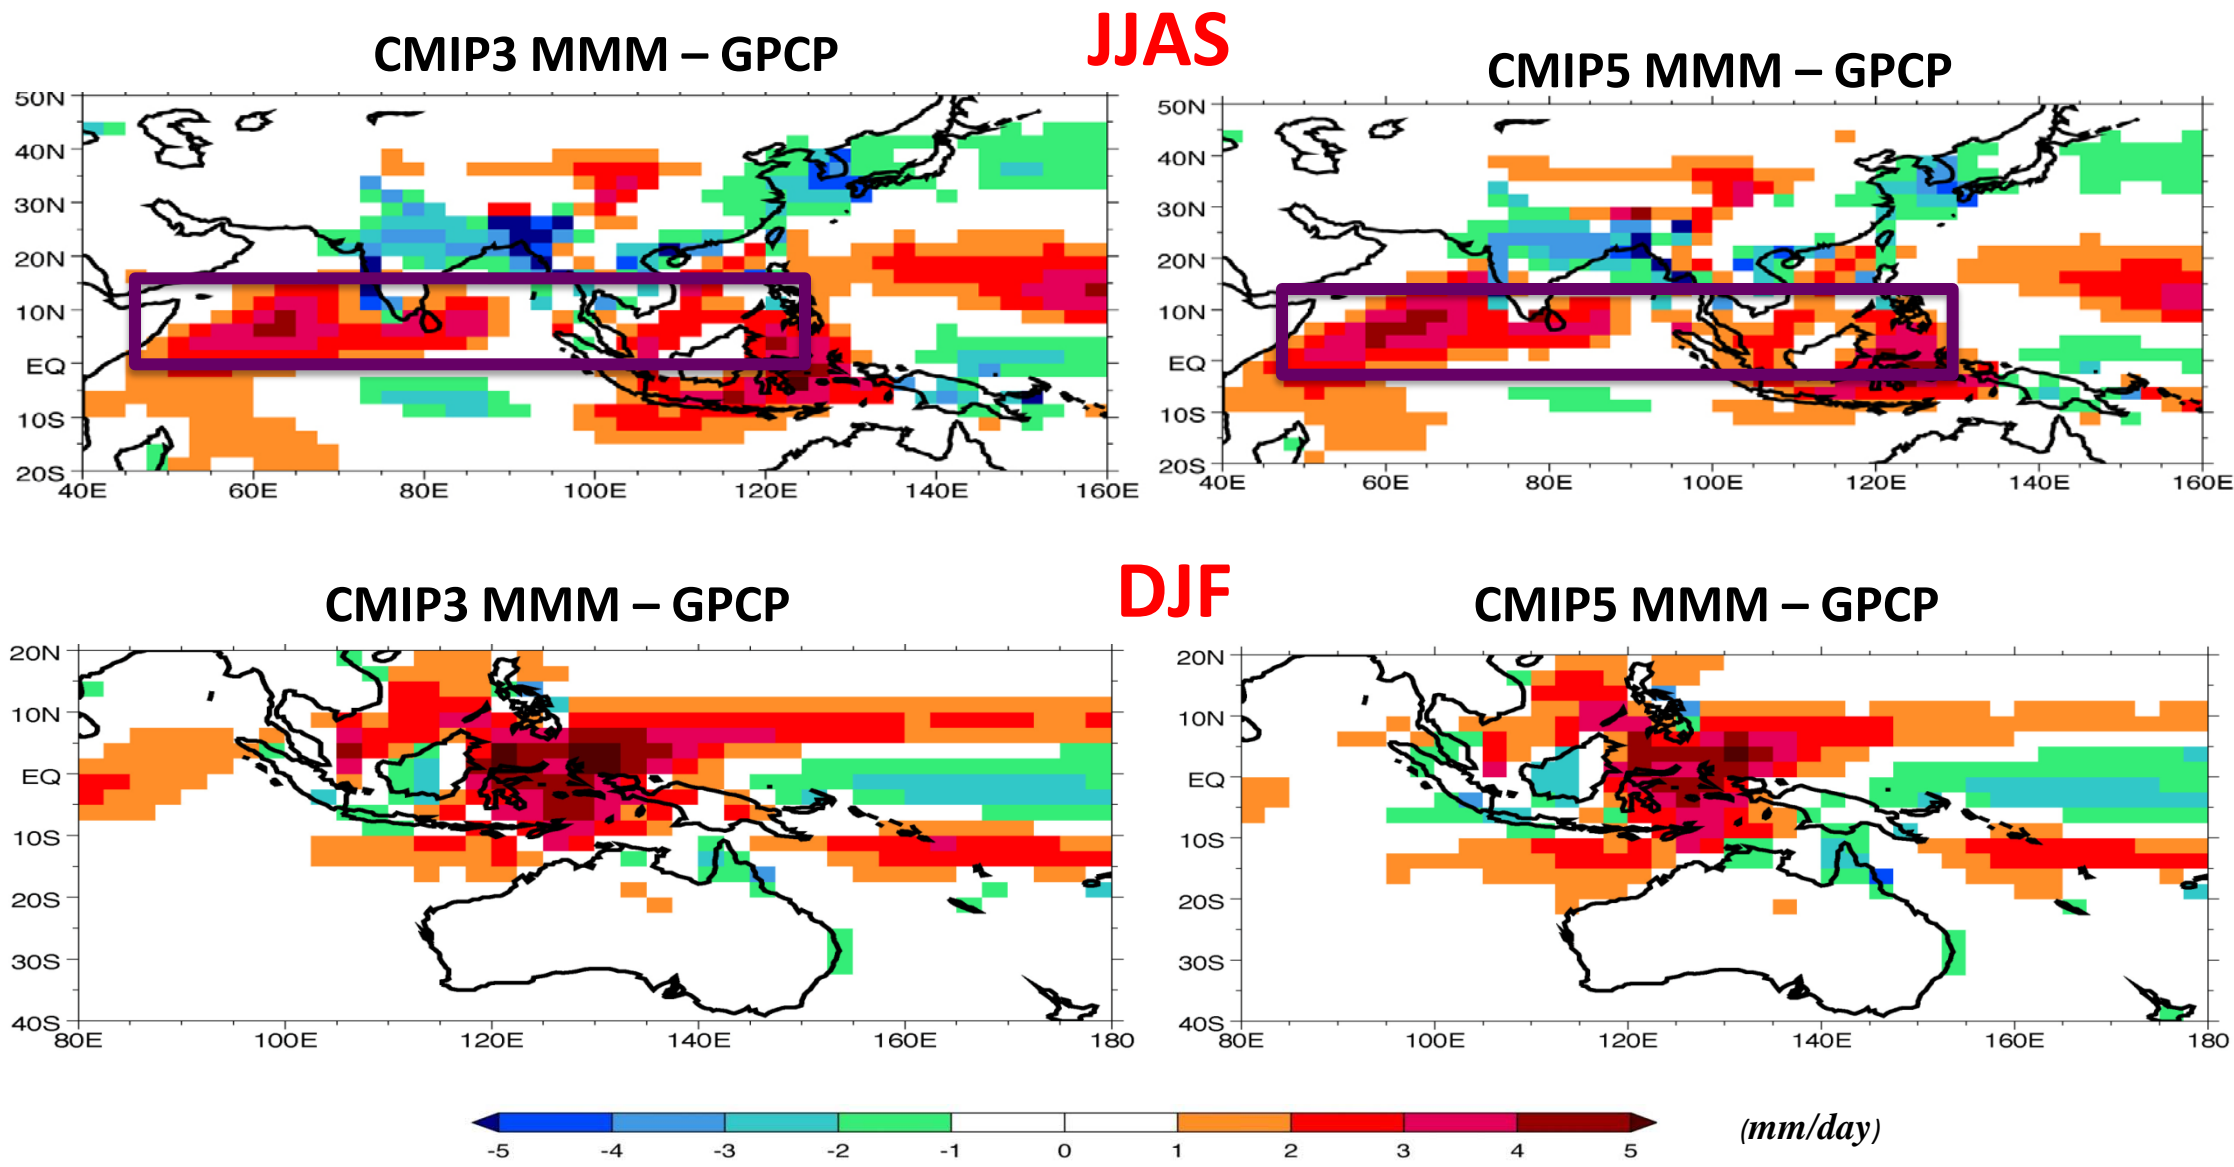 JJAS
CMIP3 MMM – GPCP
CMIP5 MMM – GPCP
50N
40N
30N
20N
10N
EQ
10S
20S
40E 60E 80E 100E 120E 140E 160E
50N
40N
30N
20N
10N
EQ
10S
20S
40E 60E 80E 100E 120E 140E 160E
DJF
CMIP3 MMM – GPCP
CMIP5 MMM – GPCP
20N
10N
EQ
10S
20S
30S
40S
80E 100E 120E 140E 160E 180
20N
10N
EQ
10S
20S
30S
40S
80E 100E 120E 140E 160E 180
-5 -4 -3 -2 -1 0 1 2 3 4 5
(mm/day)